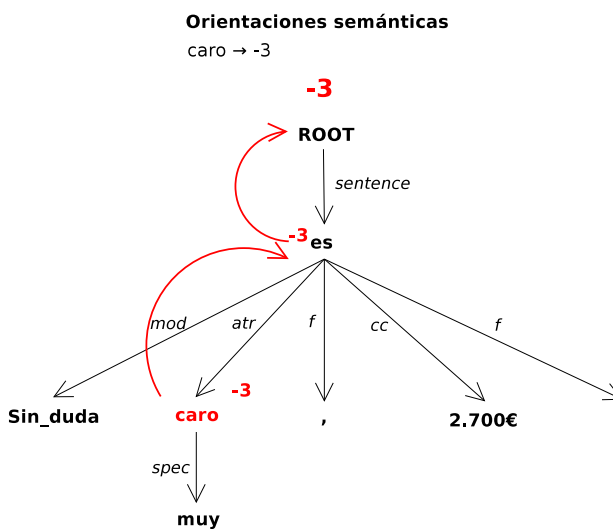 Orientaciones semánticas
caro → -3
-3
ROOT
sentence
-3 es
mod atr f cc f
-3
Sin_duda caro , 2.700€
spec
muy